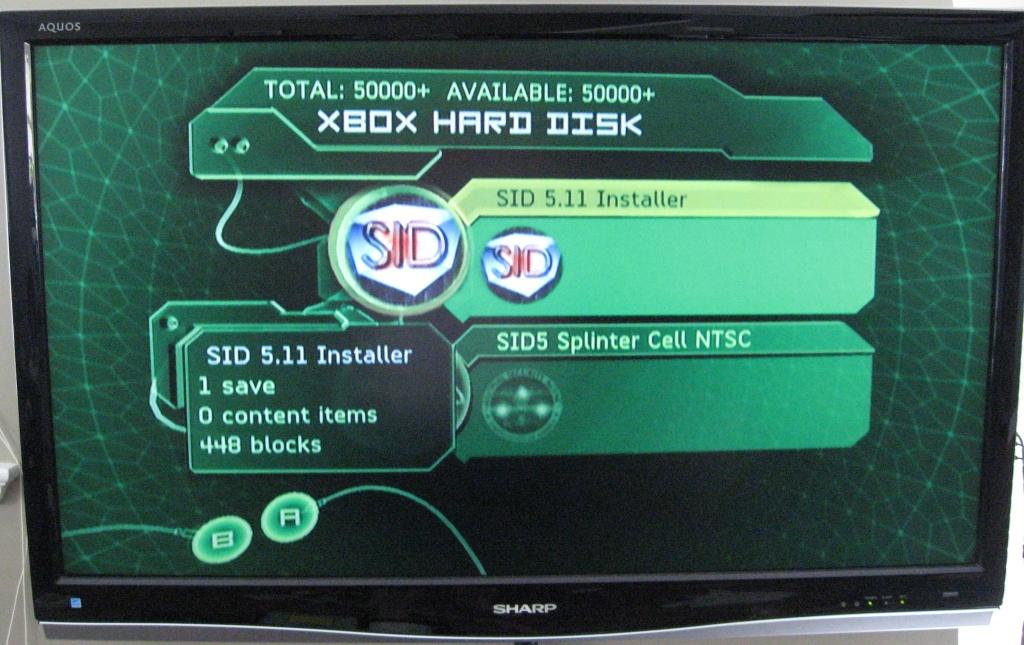 AQUOS
TOTAL: 50000+ AVAILABLE: 50000+
XBOX HARD DISK
SID 5.11 Installer
SID
SID
SID5 Splinter Cell NTSC
SID 5.11 Installer
1 save
0 content items
448 blocks
A
B
SHARP